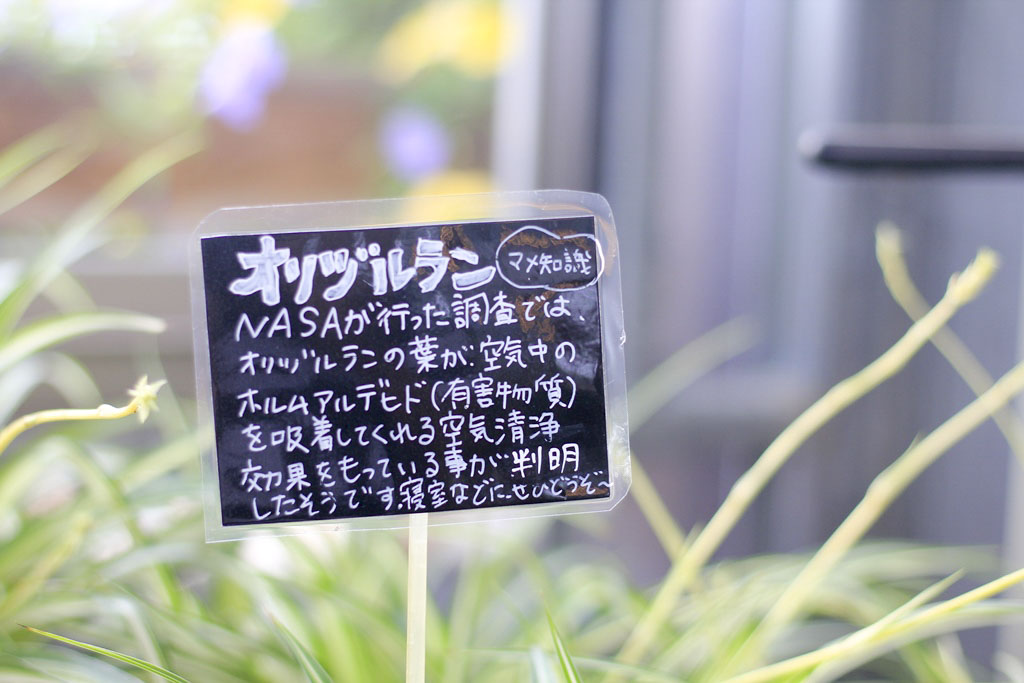 オリヅルラン マメ知識
NASAが行った調査では、
オリヅルランの葉が、空気中の
ホルムアルデヒド(有害物質)
を吸着してくれる空気清浄
効果をもっている事が判明
したそうです。寝室などに、ぜひどうぞ～